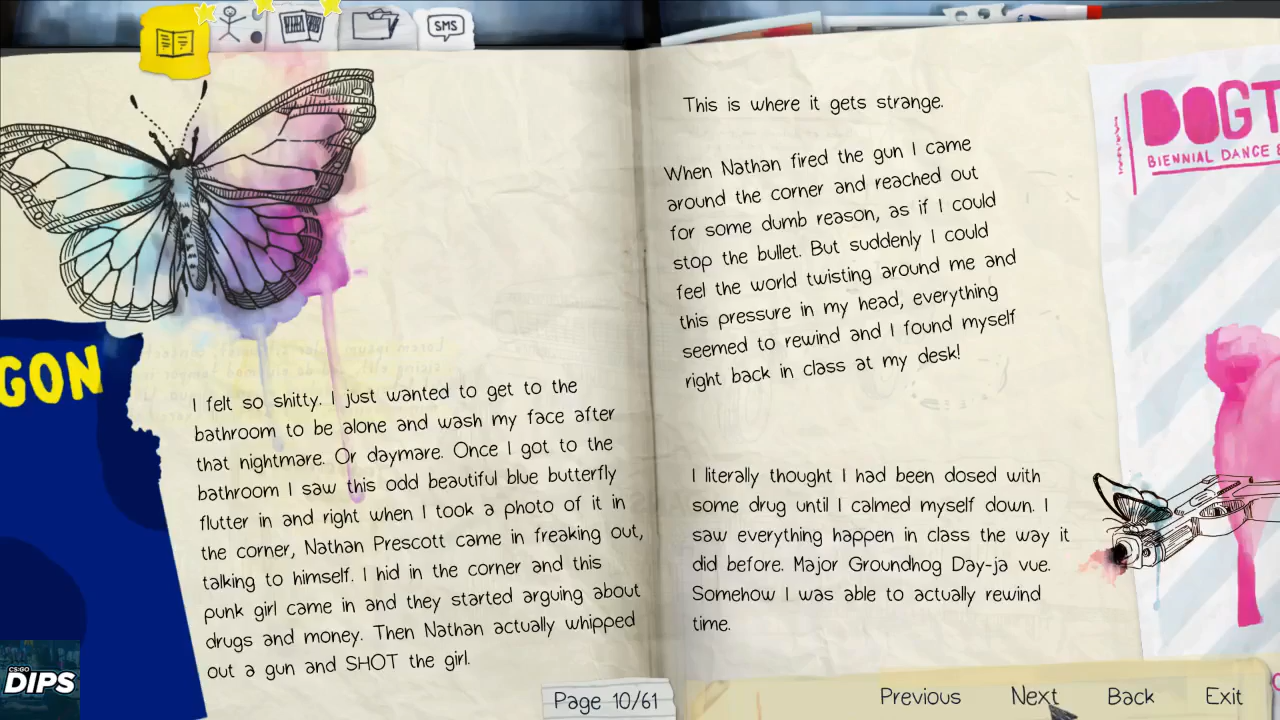 SMS
GON
I felt so shitty. I just wanted to get to the
bathroom to be alone and wash my face after
that nightmare. Or daymare. Once I got to the
bathroom I saw this odd beautiful blue butterfly
flutter in and right when I took a photo of it in
the corner, Nathan Prescott came in freaking out,
talking to himself. I hid in the corner and this
punk girl came in and they started arguing about
drugs and money. Then Nathan actually whipped
out a gun and SHOT the girl.
This is where it gets strange.
When Nathan fired the gun I came
around the corner and reached out
for some dumb reason, as if I could
stop the bullet. But suddenly I could
feel the world twisting around me and
this pressure in my head, everything
seemed to rewind and I found myself
right back in class at my desk!
I literally thought I had been dosed with
some drug until I calmed myself down. I
saw everything happen in class the way it
did before. Major Groundhog Day-ja vue.
Somehow I was able to actually rewind
time.
DOGT
BIENNIAL DANCE &
CS:GO
DIPS
Page 10/61
Previous
Next
Back
Exit